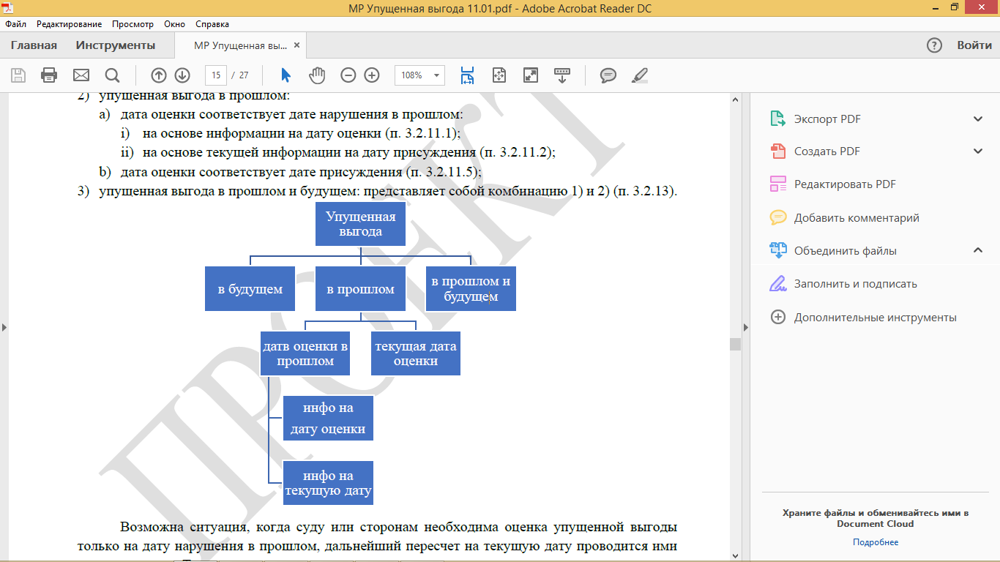 МР Упущенная выгода 11.01.pdf - Adobe Acrobat Reader DC
Файл Редактирование Просмотр Окно Справка
Главная Инструменты МР Упущенная вы... × ? Войти
15 / 27 108%
2) упущенная выгода в прошлом:
a) дата оценки соответствует дате нарушения в прошлом:
i) на основе информации на дату оценки (п. 3.2.11.1);
ii) на основе текущей информации на дату присуждения (п. 3.2.11.2);
b) дата оценки соответствует дате присуждения (п. 3.2.11.5);
3) упущенная выгода в прошлом и будущем: представляет собой комбинацию 1) и 2) (п. 3.2.13).
Упущенная
выгода
в будущем
в прошлом
в прошлом и
будущем
датв оценки в
прошлом
текущая дата
оценки
инфо на
дату оценки
инфо на
текущую дату
Возможна ситуация, когда суду или сторонам необходима оценка упущенной выгоды
только на дату нарушения в прошлом, дальнейший пересчет на текущую дату проводится ими
ПРОЕКТ
Экспорт PDF
Создать PDF
Редактировать PDF
Добавить комментарий
Объединить файлы
Заполнить и подписать
Дополнительные инструменты
Храните файлы и обменивайтесь ими в
Document Cloud
Подробнее